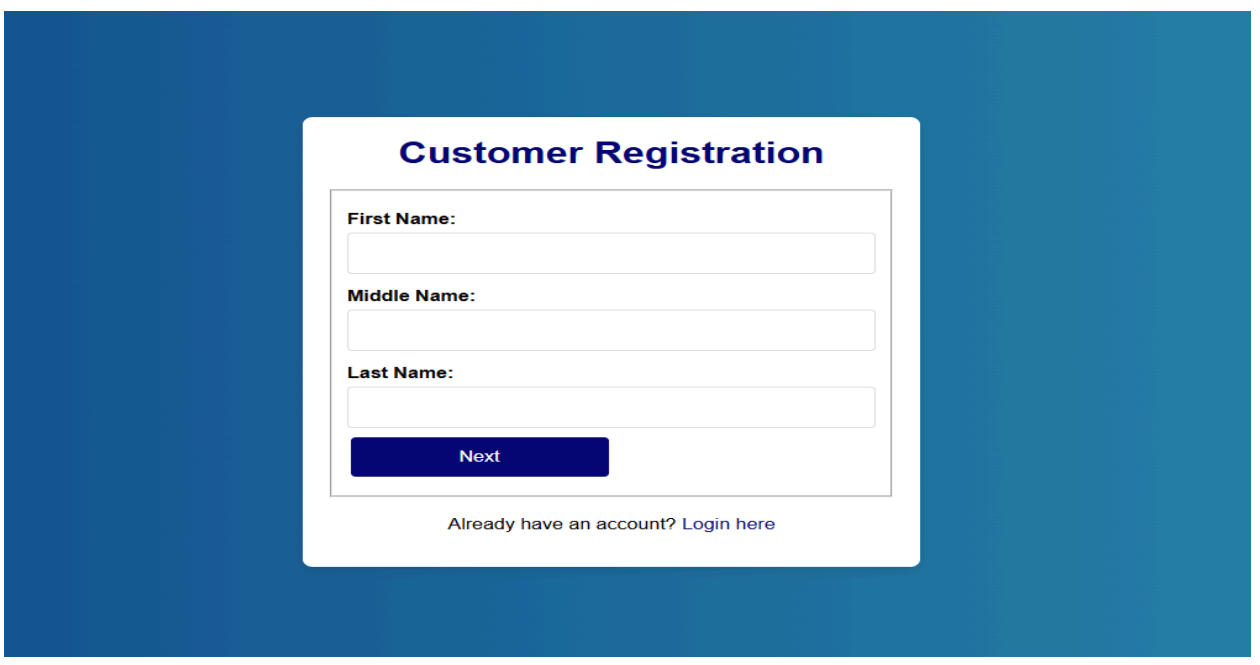 Customer Registration
First Name:
Middle Name:
Last Name:
Next
Already have an account? Login here